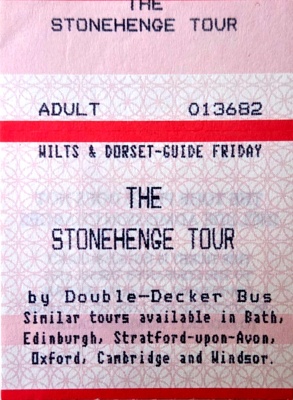 THE
STONEHENGE TOUR
ADULT 013682
WILTS & DORSET-GUIDE FRIDAY
THE
STONEHENGE TOUR
by Double-Decker Bus
Similar tours available in Bath,
Edinburgh, Stratford-upon-Avon,
Oxford, Cambridge and Windsor.